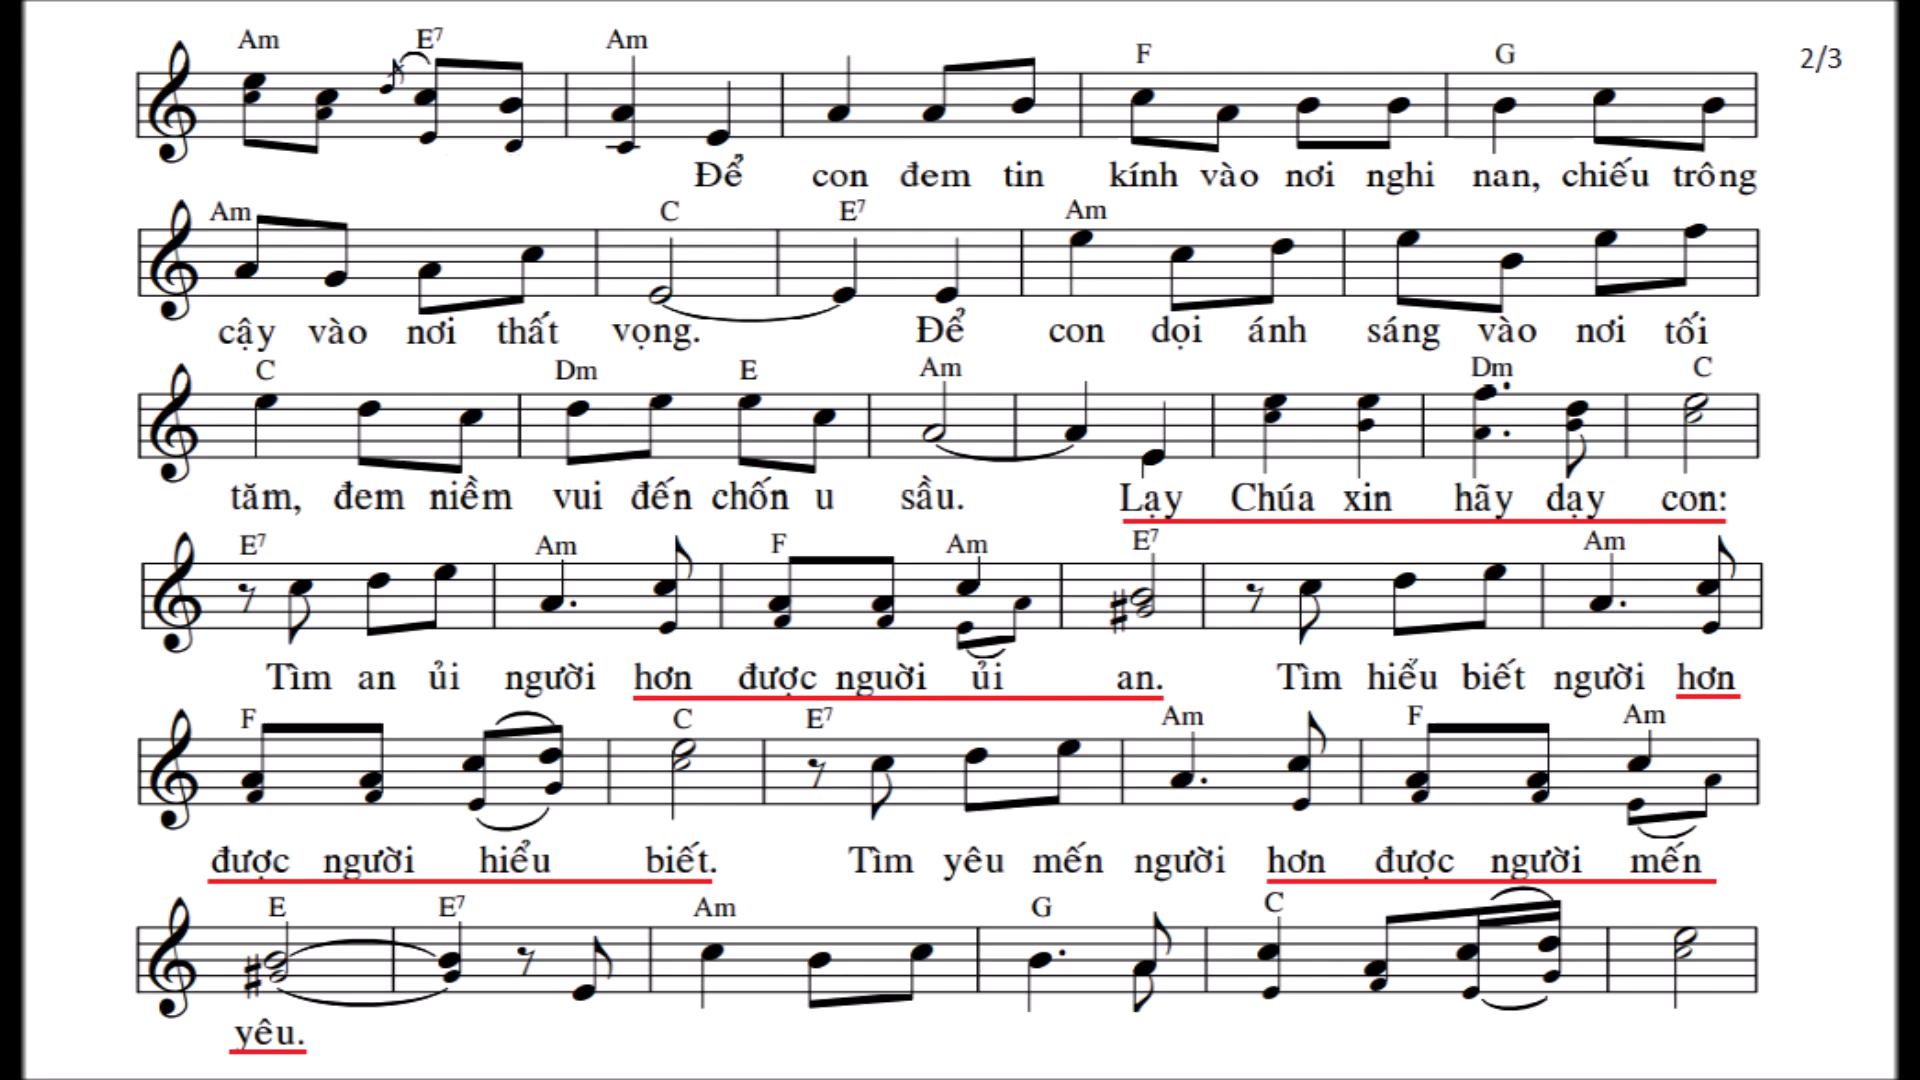 Am E7 Am F G 2/3
Để con đem tin kính vào nơi nghi nan, chiếu trông
Am C E7 Am
cậy vào nơi thất vọng. Để con dọi ánh sáng vào nơi tối
C Dm E Am Dm C
tăm, đem niềm vui đến chốn u sầu. Lạy Chúa xin hãy dạy con:
E7 Am F Am E7 Am
Tìm an ủi người hơn được nguời ủi an. Tìm hiểu biết người hơn
F C E7 Am F Am
được người hiểu biết. Tìm yêu mến người hơn được người mến
E E7 Am G C
yêu.